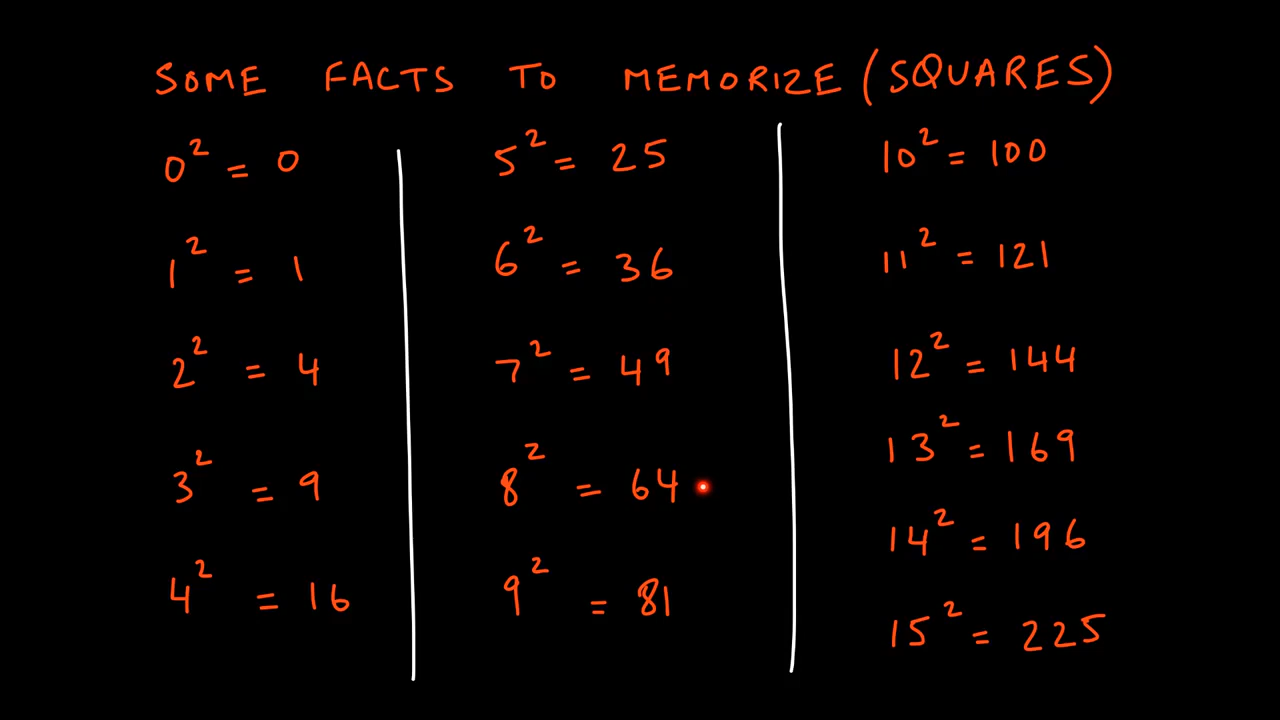 SOME FACTS TO MEMORIZE (SQUARES)
0² = 0
1² = 1
2² = 4
3² = 9
4² = 16
5² = 25
6² = 36
7² = 49
8² = 64
9² = 81
10² = 100
11² = 121
12² = 144
13² = 169
14² = 196
15² = 225